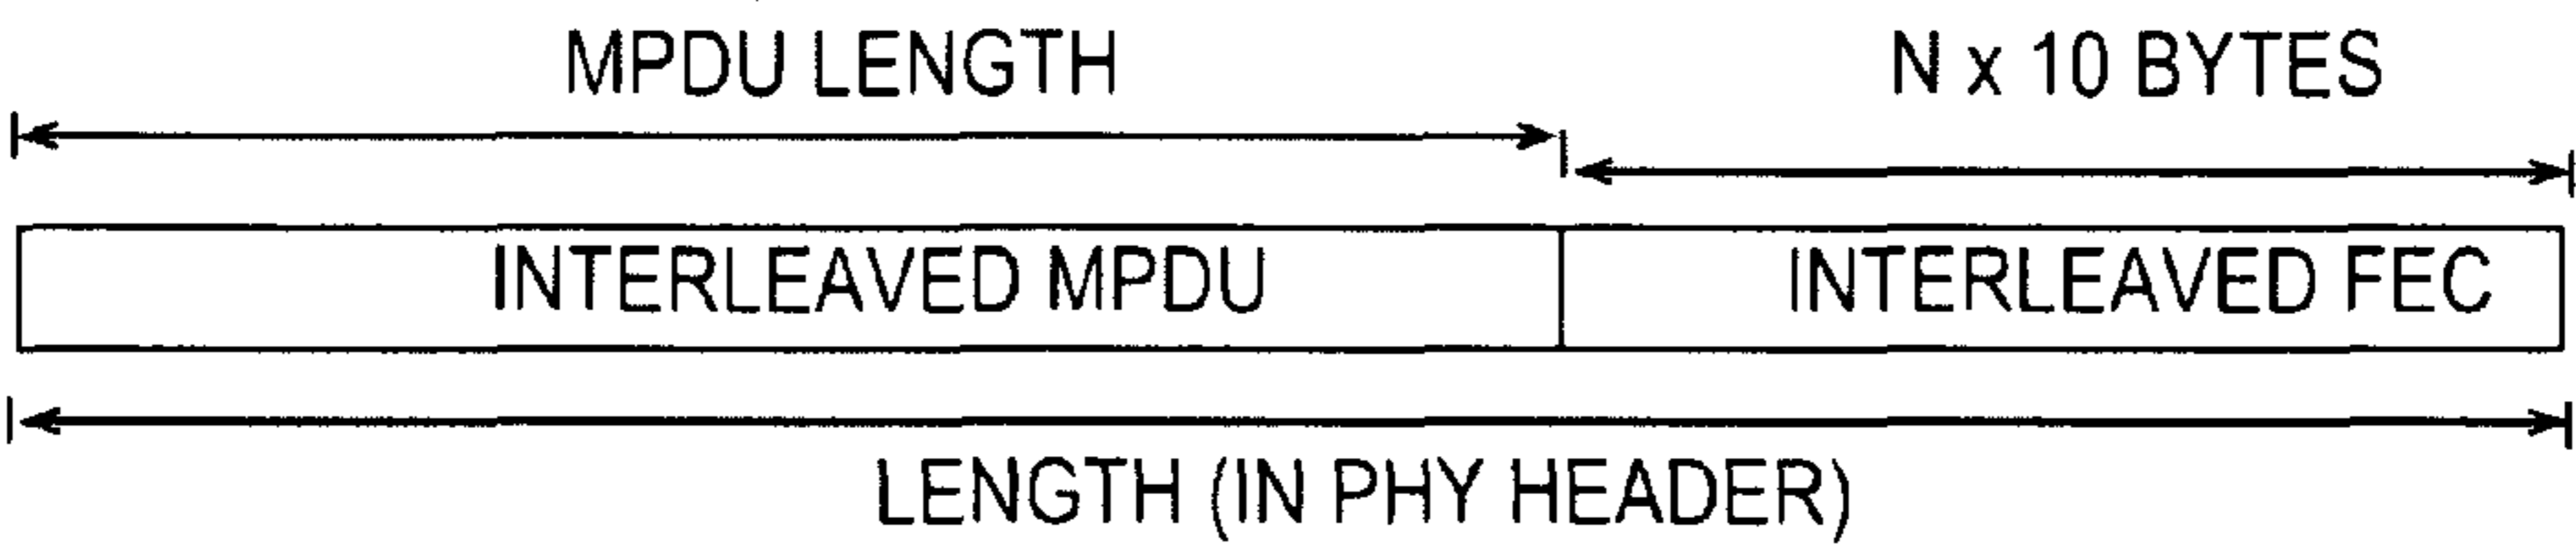 MPDU LENGTH
N x 10 BYTES
INTERLEAVED MPDU
INTERLEAVED FEC
LENGTH (IN PHY HEADER)